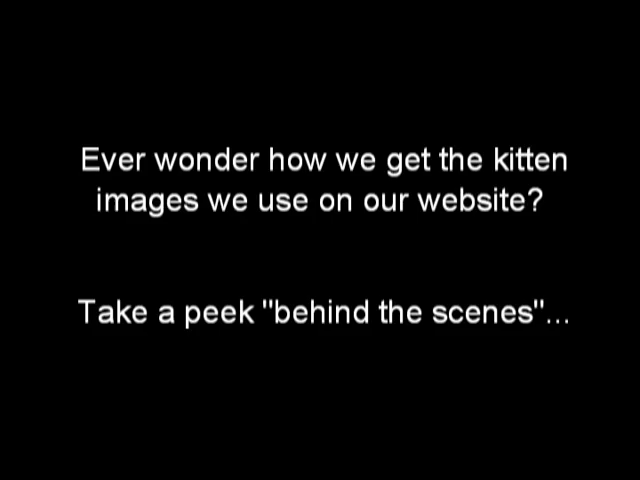 Ever wonder how we get the kitten
images we use on our website?
Take a peek "behind the scenes"...